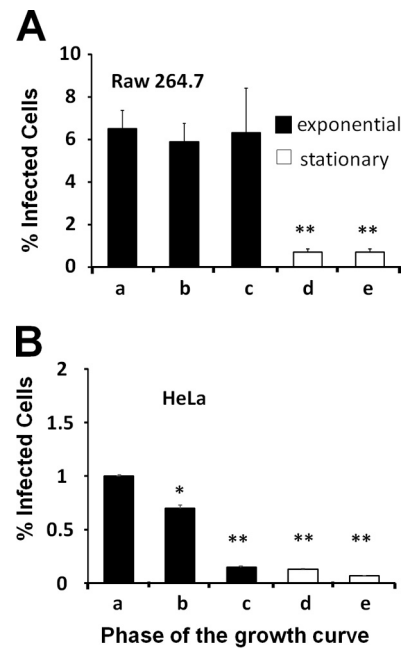 A
% Infected Cells
10
8
6
4
2
0
Raw 264.7
exponential
stationary
** **
a b c d e
B
% Infected Cells
2
1.5
1
0.5
0
HeLa
* ** ** **
a b c d e
Phase of the growth curve